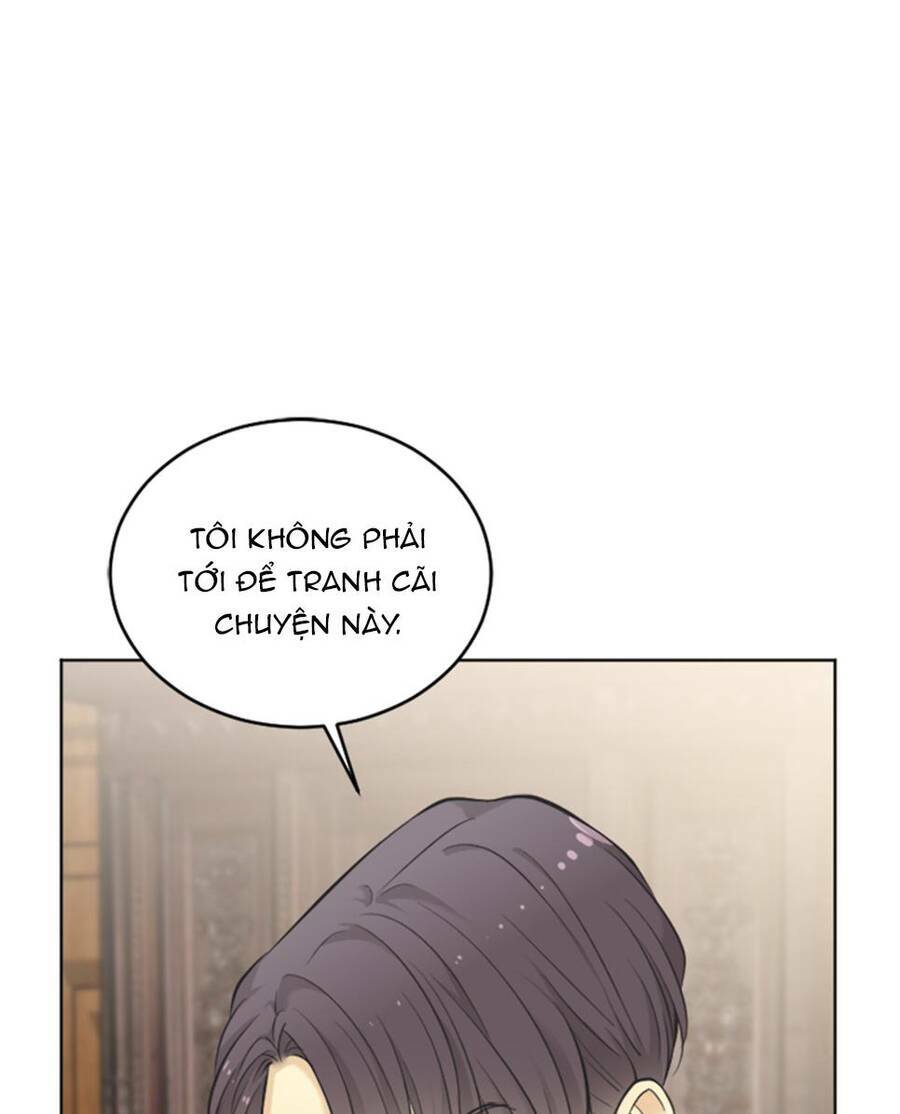 TÔI KHÔNG PHẢI
TỚI ĐỂ TRANH CÃI
CHUYỆN NÀY.